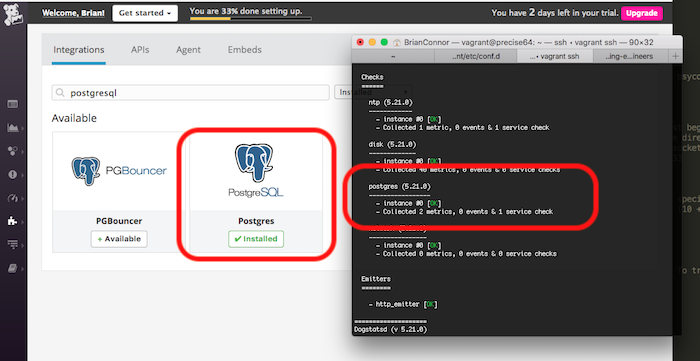 Welcome, Brian!
Get started
You are 33% done setting up.
You have 2 days left in your trial.
Upgrade
Integrations
APIs
Agent
Embeds
postgresql
Available
PGBOUNCER
PGBouncer
+ Available
PostgreSQL
Postgres
✔ Installed
BrianConnor — vagrant@precise64: ~ — ssh • vagrant ssh — 90×32
~
...nt/etc/conf.d
...• vagrant ssh
...ing-e...ineers
Checks
======
ntp (5.21.0)
- instance #0 [OK]
- Collected 1 metric, 0 events & 1 service check
disk (5.21.0)
- instance #0 [OK]
- Collected 40 metrics, 0 events & 0 service checks
postgres (5.21.0)
- instance #0 [OK]
- Collected 2 metrics, 0 events & 1 service check
- instance #0 [OK]
- Collected 0 metrics, 0 events & 0 service checks
Emitters
========
- http_emitter [OK]
====================
Dogstatsd (v 5.21.0)